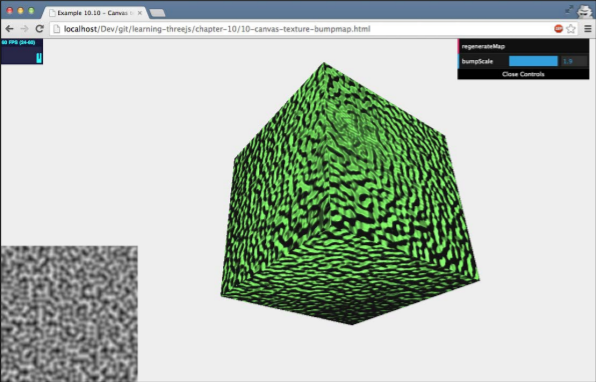 Example 10.10 - Canvas t
localhost/Dev/git/learning-threejs/chapter-10/10-canvas-texture-bumpmap.html
60 FPS (24-60)
regenerateMap
bumpScale
1.9
Close Controls